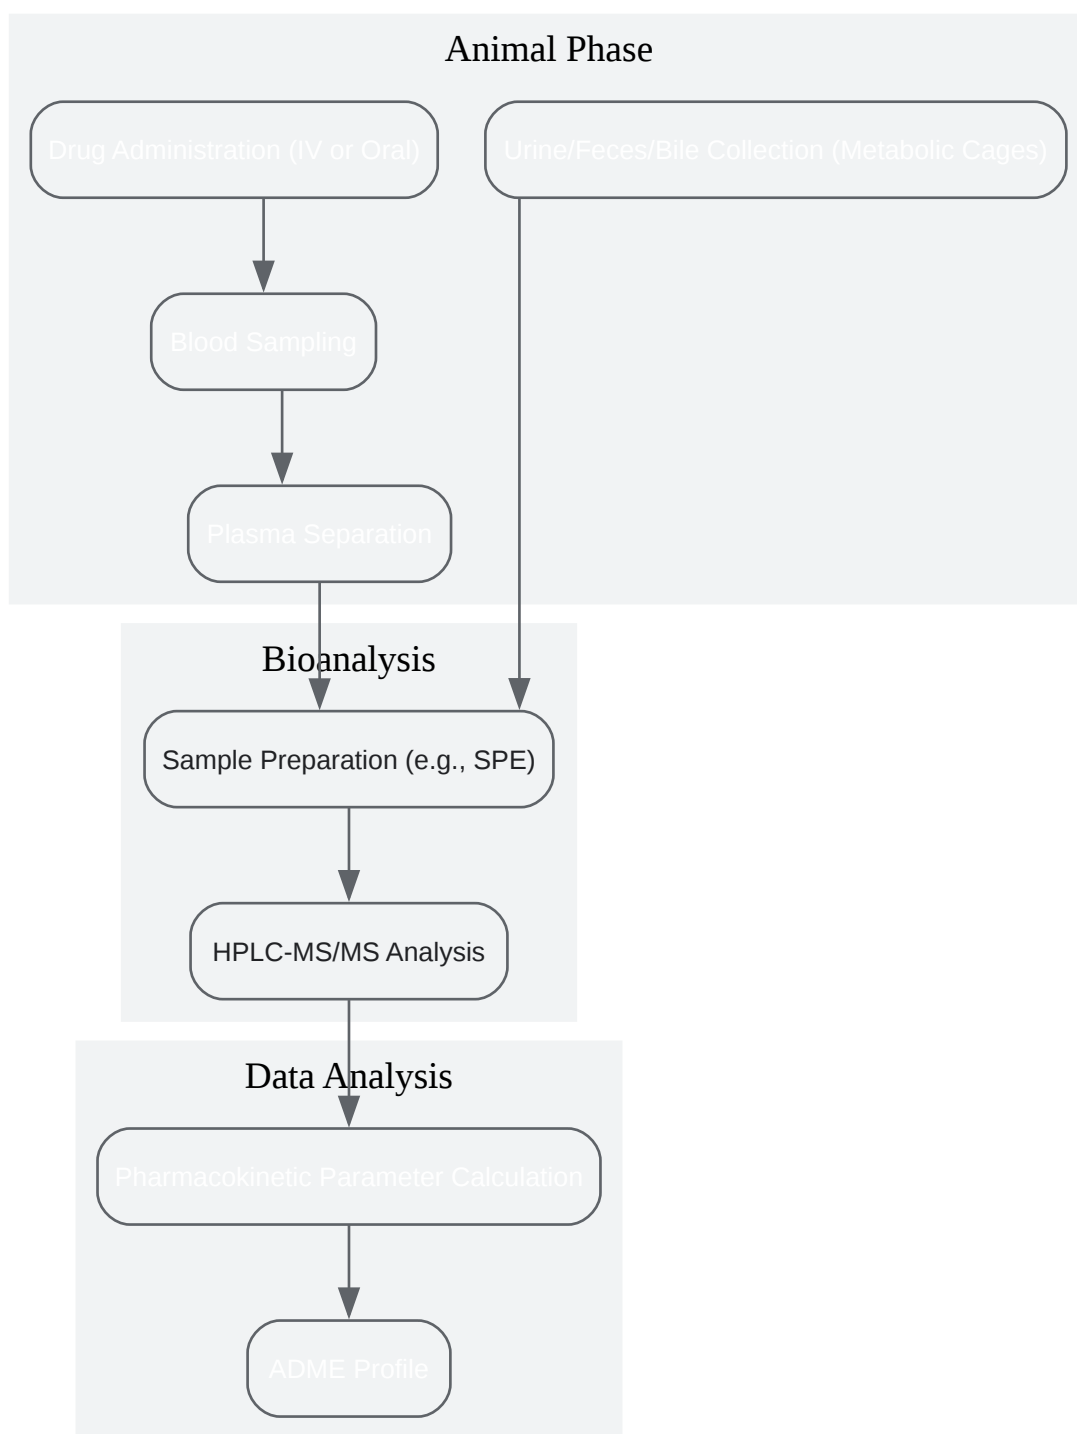 Animal Phase
Drug Administration (IV or Oral)
Urine/Feces/Bile Collection (Metabolic Cages)
Blood Sampling
Plasma Separation
Bioanalysis
Sample Preparation (e.g., SPE)
HPLC-MS/MS Analysis
Data Analysis
Pharmacokinetic Parameter Calculation
ADME Profile